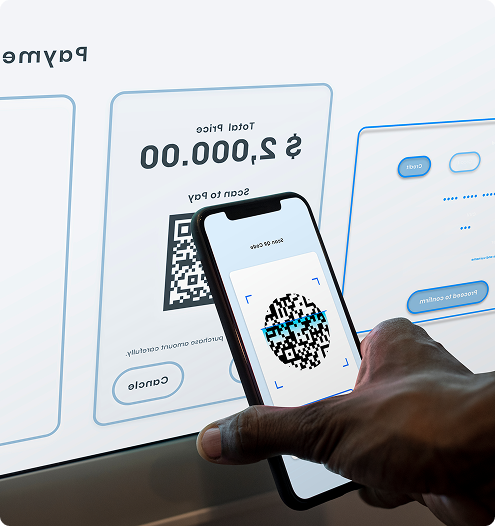 Payme
Total Price
$ 2,000.00
Scan to Pay
Scan QR Code
purchase amount carefully.
Cancle
Credit
Proceed to confirm